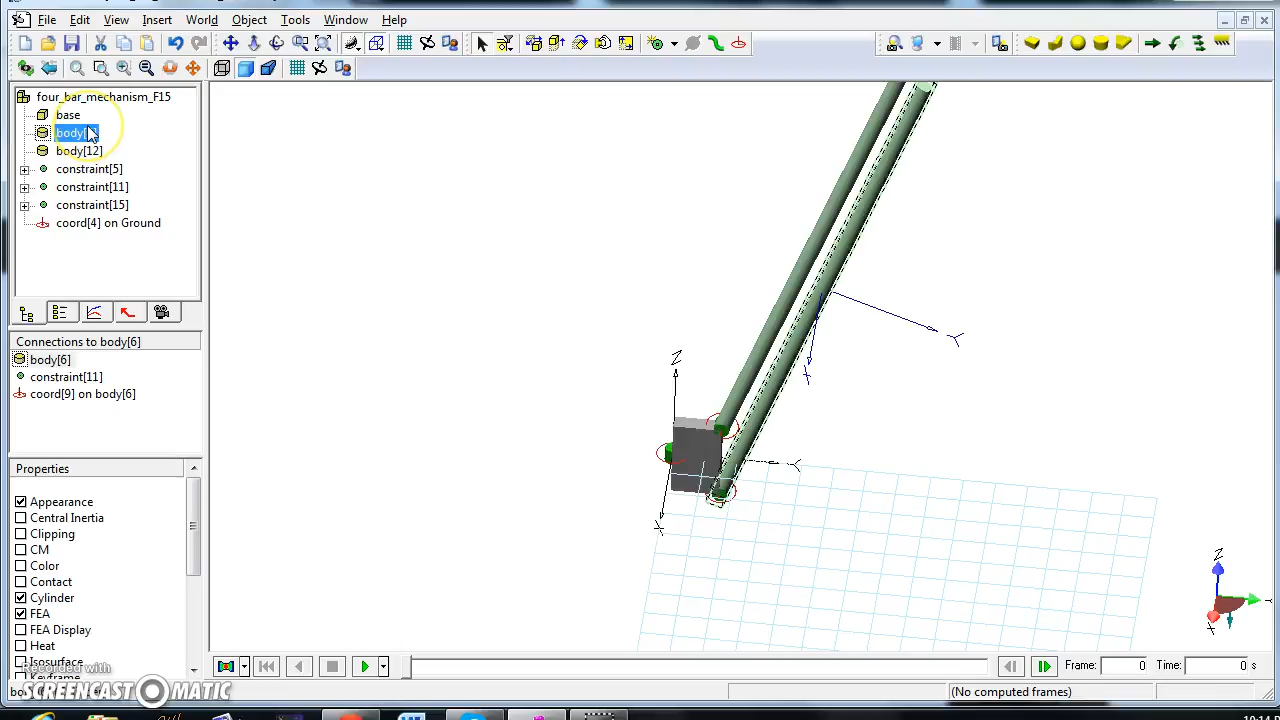 File Edit View Insert World Object Tools Window Help
four_bar_mechanism_F15
base
body[
body[12]
constraint[5]
constraint[11]
constraint[15]
coord[4] on Ground
Connections to body[6]
body[6]
constraint[11]
coord[9] on body[6]
Properties
Appearance
Central Inertia
Clipping
CM
Color
Contact
Cylinder
FEA
FEA Display
Heat
Isosurface
Recorded with
SCREENCAST MATIC
Z
Y
X
Y
X
Z
X
Frame: 0 Time: 0 s
(No computed frames)